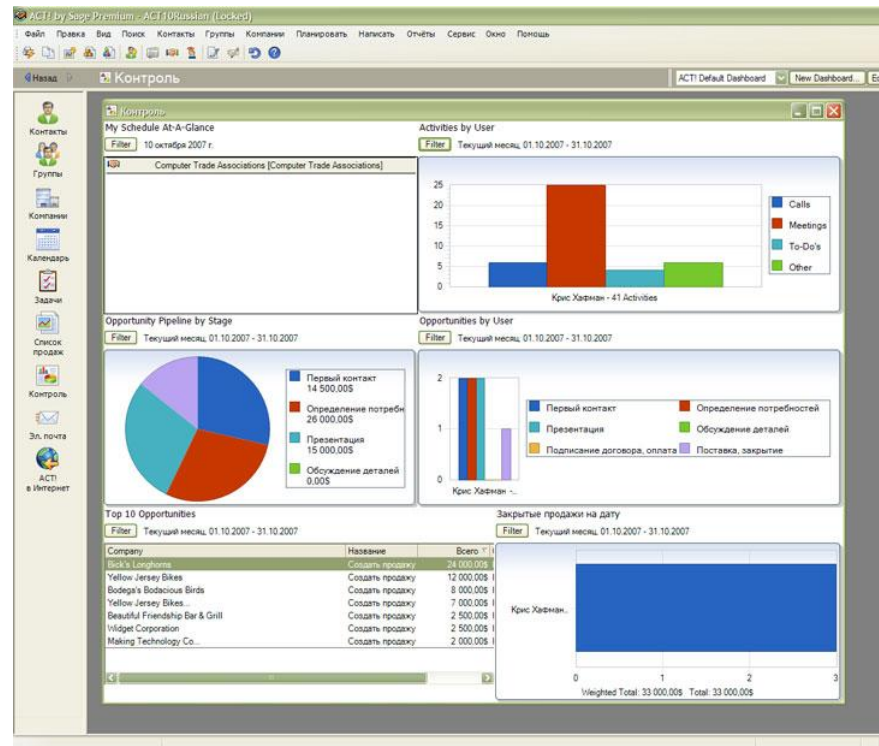 ACT! by Sage Premium - ACT10Russian (Locked)
Файл Правка Вид Поиск Контакты Группы Компании Планировать Написать Отчёты Сервис Окно Помощь
Назад
Контроль
ACT! Default Dashboard
New Dashboard...
Контакты
Группы
Компании
Календарь
Задачи
Список
продаж
Контроль
Эл. почта
ACT!
в Интернет
Контроль
My Schedule At-A-Glance
Filter 10 октября 2007 г.
Computer Trade Associations [Computer Trade Associations]
Activities by User
Filter Текущий месяц, 01.10.2007 - 31.10.2007
25
20
15
10
5
0
Крис Хафман - 41 Activities
Calls
Meetings
To-Do's
Other
Opportunity Pipeline by Stage
Filter Текущий месяц, 01.10.2007 - 31.10.2007
Первый контакт
14 500,00$
Определение потребн
26 000,00$
Презентация
15 000,00$
Обсуждение деталей
0,00$
Opportunities by User
Filter Текущий месяц, 01.10.2007 - 31.10.2007
2
1
0
Крис Хафман -..
Первый контакт Определение потребностей
Презентация Обсуждение деталей
Подписание договора, оплата Поставка, закрытие
Top 10 Opportunities
Filter Текущий месяц, 01.10.2007 - 31.10.2007
Company Название Всего
Bick's Longhorns Создать продажу 24 000,00$
Yellow Jersey Bikes Создать продажу 12 000,00$
Bodega's Bodacious Birds Создать продажу 8 000,00$
Yellow Jersey Bikes... Создать продажу 7 000,00$
Beautiful Friendship Bar & Grill Создать продажу 2 500,00$
Widget Corporation Создать продажу 2 500,00$
Making Technology Co... Создать продажу 2 000,00$
Закрытые продажи на дату
Filter Текущий месяц, 01.10.2007 - 31.10.2007
Крис Хафман..
0 1 2 3
Weighted Total: 33 000,00$ Total: 33 000,00$